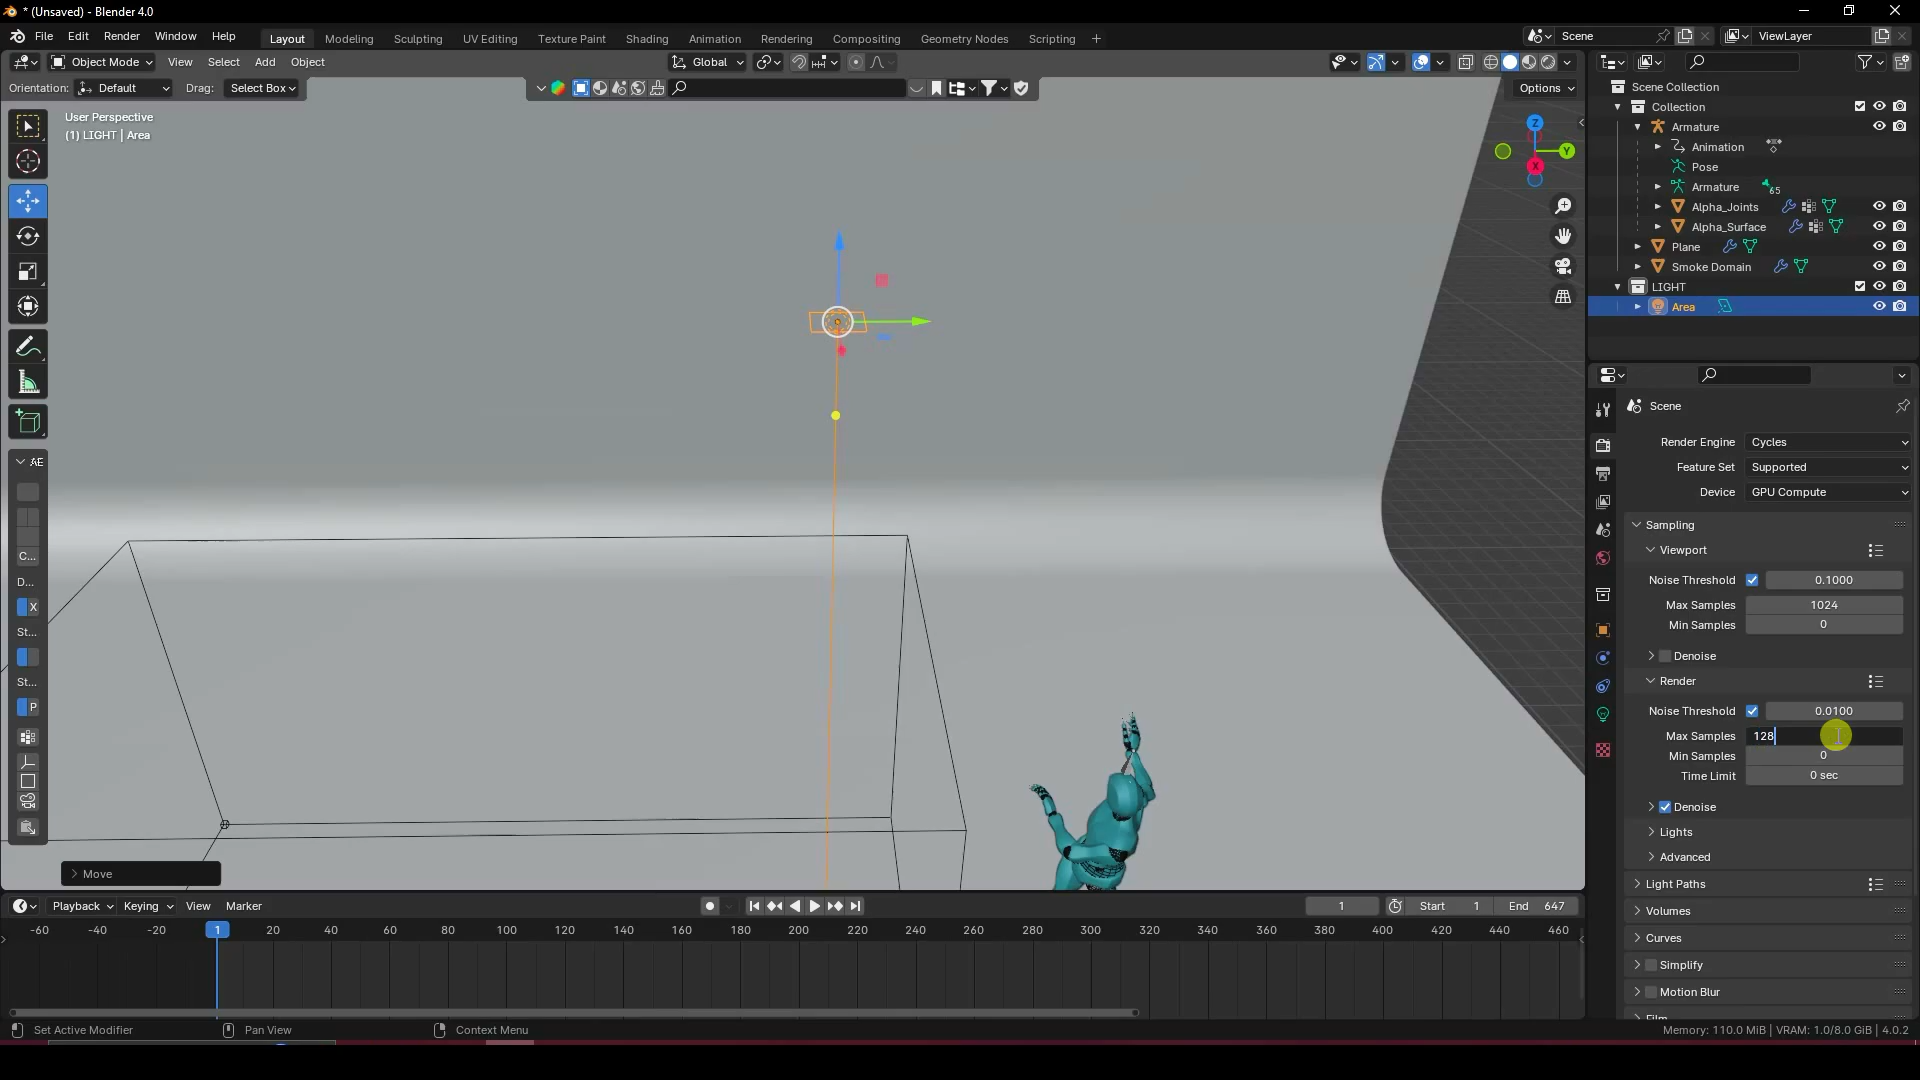 * (Unsaved) - Blender 4.0
File Edit Render Window Help
Layout Modeling Sculpting UV Editing Texture Paint Shading Animation Rendering Compositing Geometry Nodes Scripting +
Scene
ViewLayer
Object Mode View Select Add Object
Global
Orientation: Default Drag: Select Box
Options
User Perspective
(1) LIGHT | Area
Z
Y
X
AE
C...
D...
X
St...
St...
P
Move
Scene Collection
Collection
Armature
Animation
Pose
Armature 65
Alpha_Joints
Alpha_Surface
Plane
Smoke Domain
LIGHT
Area
Scene
Render Engine Cycles
Feature Set Supported
Device GPU Compute
Sampling
Viewport
Noise Threshold 0.1000
Max Samples 1024
Min Samples 0
Denoise
Render
Noise Threshold 0.0100
Max Samples 128
Min Samples 0
Time Limit 0 sec
Denoise
Lights
Advanced
Light Paths
Volumes
Curves
Simplify
Motion Blur
Film
Playback Keying View Marker
1 Start 1 End 647
-60 -40 -20 1 20 40 60 80 100 120 140 160 180 200 220 240 260 280 300 320 340 360 380 400 420 440 460
Set Active Modifier Pan View Context Menu
Memory: 110.0 MiB | VRAM: 1.0/8.0 GiB | 4.0.2